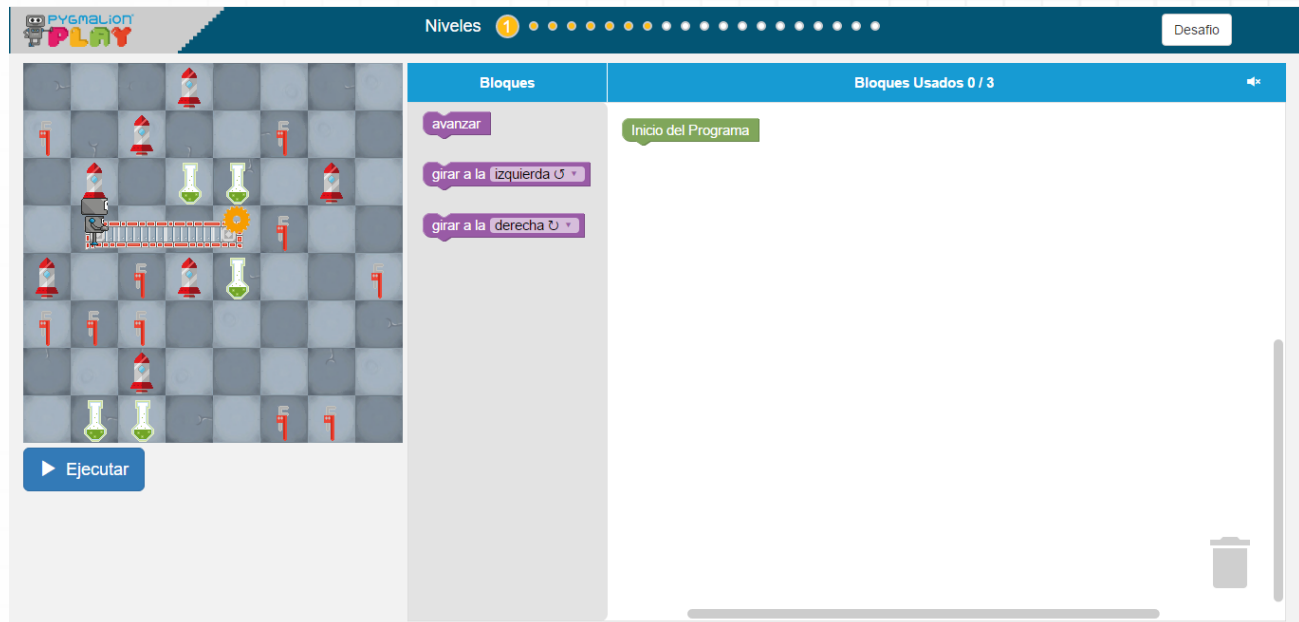 PYGMALION
PLAY
Niveles 1
Desafio
Bloques
Bloques Usados 0 / 3
avanzar
Inicio del Programa
girar a la izquierda ↺
girar a la derecha ↻
Ejecutar